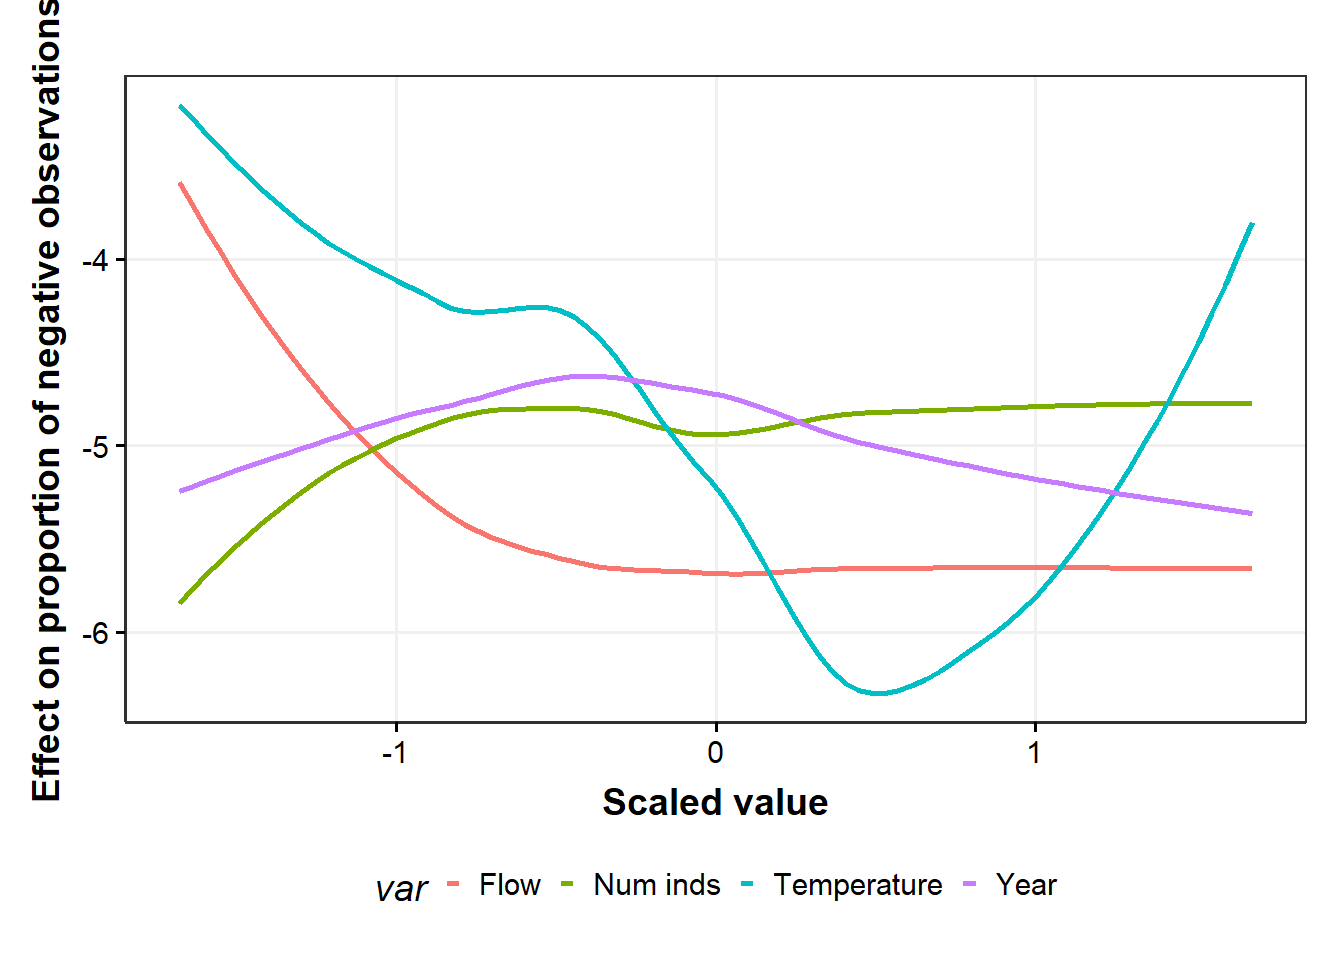 Effect on proportion of negative observations
-4
-5
-6
-1 0 1
Scaled value
var Flow Num inds Temperature Year